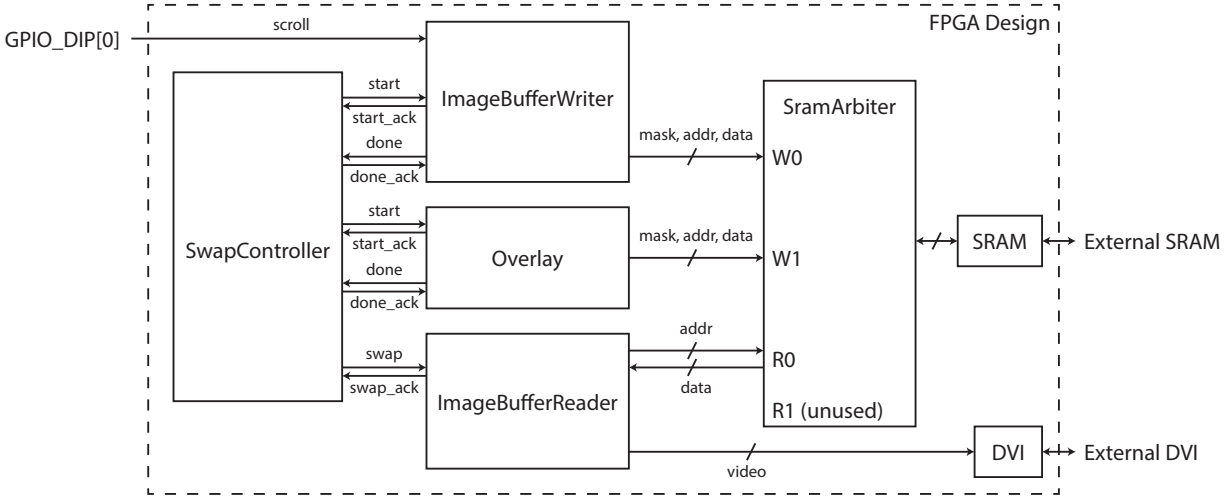 FPGA Design
GPIO_DIP[0]
scroll
SwapController
start
start_ack
done
done_ack
ImageBufferWriter
mask, addr, data
SramArbiter
W0
start
start_ack
done
done_ack
Overlay
mask, addr, data
W1
SRAM
External SRAM
swap
swap_ack
ImageBufferReader
addr
data
R0
R1 (unused)
video
DVI
External DVI